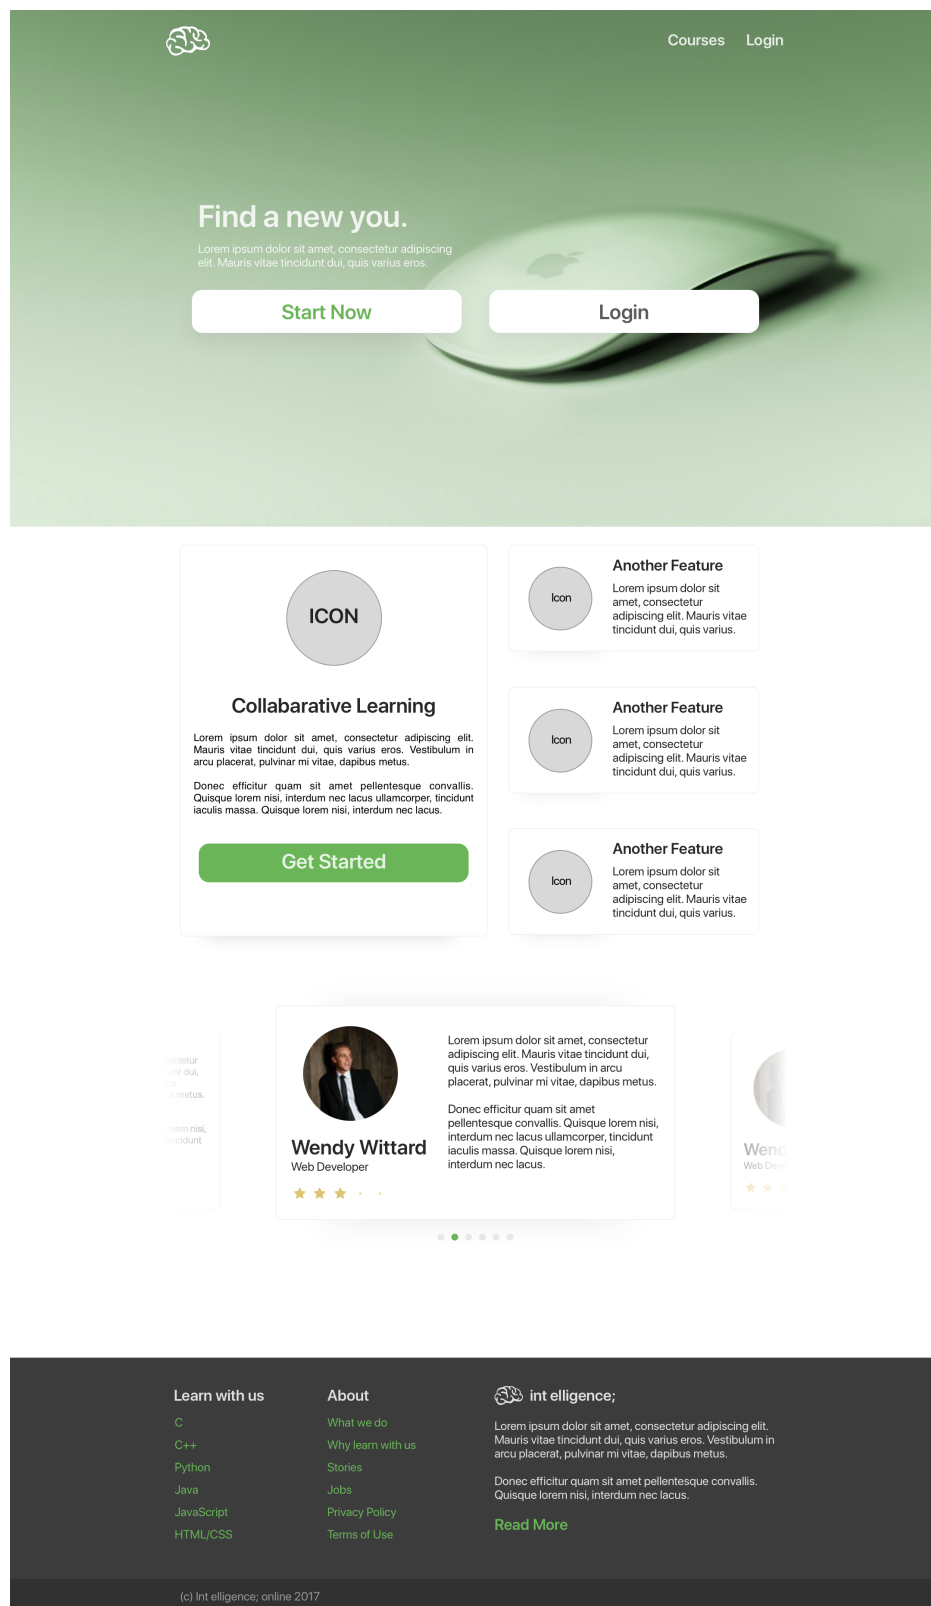 Courses Login
Find a new you.
Lorem ipsum dolor sit amet, consectetur adipiscing
elit. Mauris vitae tincidunt dui, quis varius eros.
Start Now
Login
ICON
Collabarative Learning
Lorem ipsum dolor sit amet, consectetur adipiscing elit.
Mauris vitae tincidunt dui, quis varius eros. Vestibulum in
arcu placerat, pulvinar mi vitae, dapibus metus.
Donec efficitur quam sit amet pellentesque convallis.
Quisque lorem nisi, interdum nec lacus ullamcorper, tincidunt
iaculis massa. Quisque lorem nisi, interdum nec lacus.
Get Started
Icon
Another Feature
Lorem ipsum dolor sit
amet, consectetur
adipiscing elit. Mauris vitae
tincidunt dui, quis varius.
Icon
Another Feature
Lorem ipsum dolor sit
amet, consectetur
adipiscing elit. Mauris vitae
tincidunt dui, quis varius.
Icon
Another Feature
Lorem ipsum dolor sit
amet, consectetur
adipiscing elit. Mauris vitae
tincidunt dui, quis varius.
metus.
nisi,
Wendy Wittard
Web Developer
Lorem ipsum dolor sit amet, consectetur
adipiscing elit. Mauris vitae tincidunt dui,
quis varius eros. Vestibulum in arcu
placerat, pulvinar mi vitae, dapibus metus.
Donec efficitur quam sit amet
pellentesque convallis. Quisque lorem nisi,
interdum nec lacus ullamcorper, tincidunt
iaculis massa. Quisque lorem nisi,
interdum nec lacus.
Wend
Web Deve
Learn with us
C
C++
Python
Java
JavaScript
HTML/CSS
About
What we do
Why learn with us
Stories
Jobs
Privacy Policy
Terms of Use
int elligence;
Lorem ipsum dolor sit amet, consectetur adipiscing elit.
Mauris vitae tincidunt dui, quis varius eros. Vestibulum in
arcu placerat, pulvinar mi vitae, dapibus metus.
Donec efficitur quam sit amet pellentesque convallis.
Quisque lorem nisi, interdum nec lacus.
Read More
(c) Int elligence; online 2017